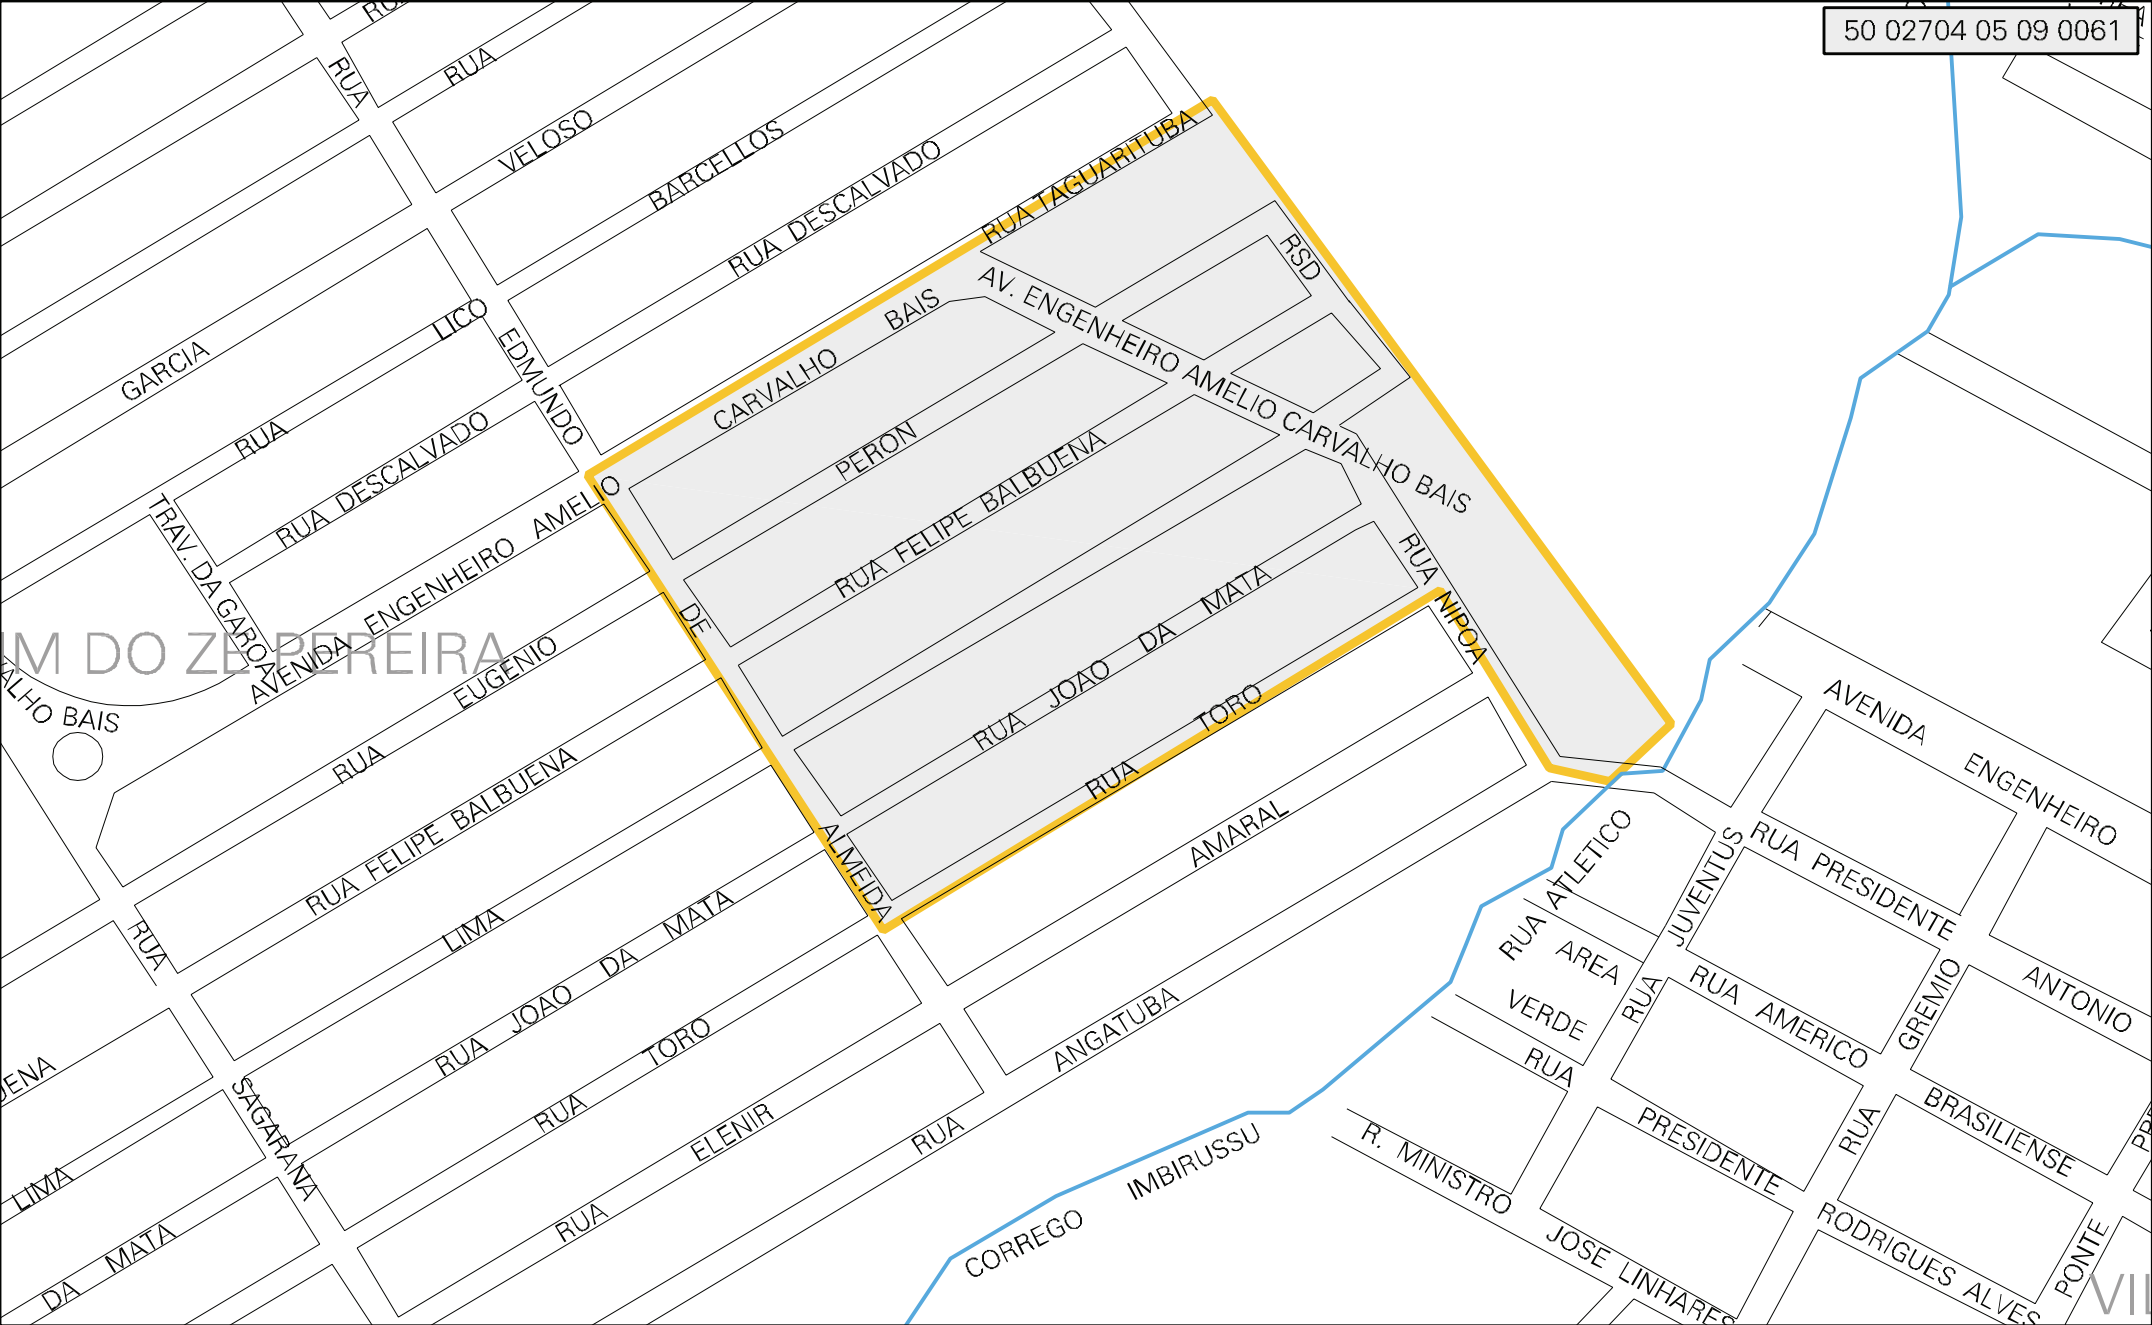 50 02704 05 09 0061
RUA
RUA
VELOSO
BARCELLOS
RUA DESCALVADO
RUA TAGUARITUBA
RSD
AV. ENGENHEIRO AMELIO CARVALHO BAIS
GARCIA
RUA
LICO
EDMUNDO
CARVALHO
BAIS
PERON
RUA FELIPE BALBUENA
RUA DESCALVADO
TRAV. DA GAROA
AVENIDA ENGENHEIRO AMELIO
DE
RUA NIPOA
RUA JOAO DA MATA
RUA
TORO
M DO ZE PEREIRA
ALHO BAIS
RUA
EUGENIO
RUA FELIPE BALBUENA
ALMEIDA
AMARAL
AVENIDA ENGENHEIRO
RUA
SAGARANA
LIMA
RUA JOAO DA MATA
RUA
TORO
RUA
ELENIR
RUA
ANGATUBA
RUA ATLETICO
RUA
JUVENTUS
RUA PRESIDENTE
AREA
VERDE
RUA AMERICO
GREMIO
ANTONIO
RUA
PRESIDENTE
RUA
BRASILIENSE
R. MINISTRO
JOSE LINHARES
RODRIGUES ALVES
PONTE
CORREGO
IMBIRUSSU
UENA
LIMA
DA MATA
VIL